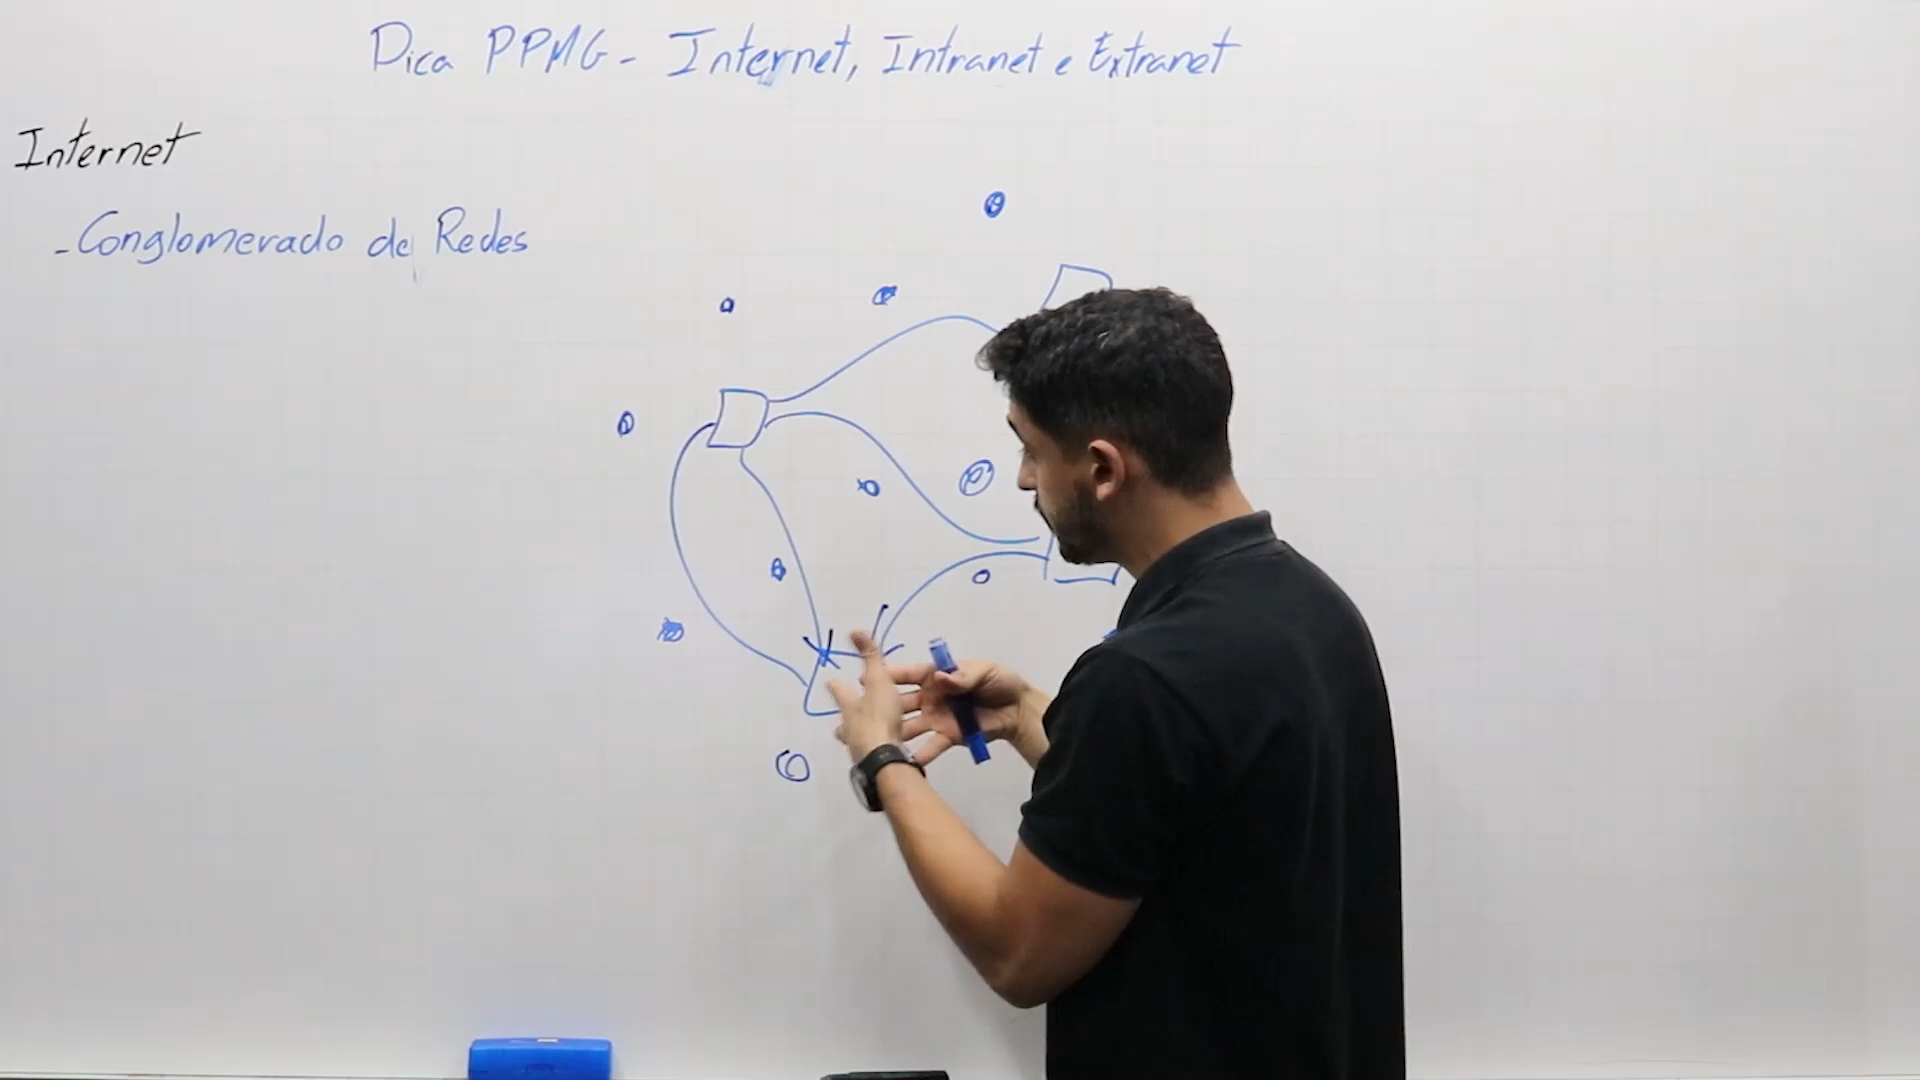 Dica PPMG - Internet, Intranet e Extranet
Internet
- Conglomerado de Redes